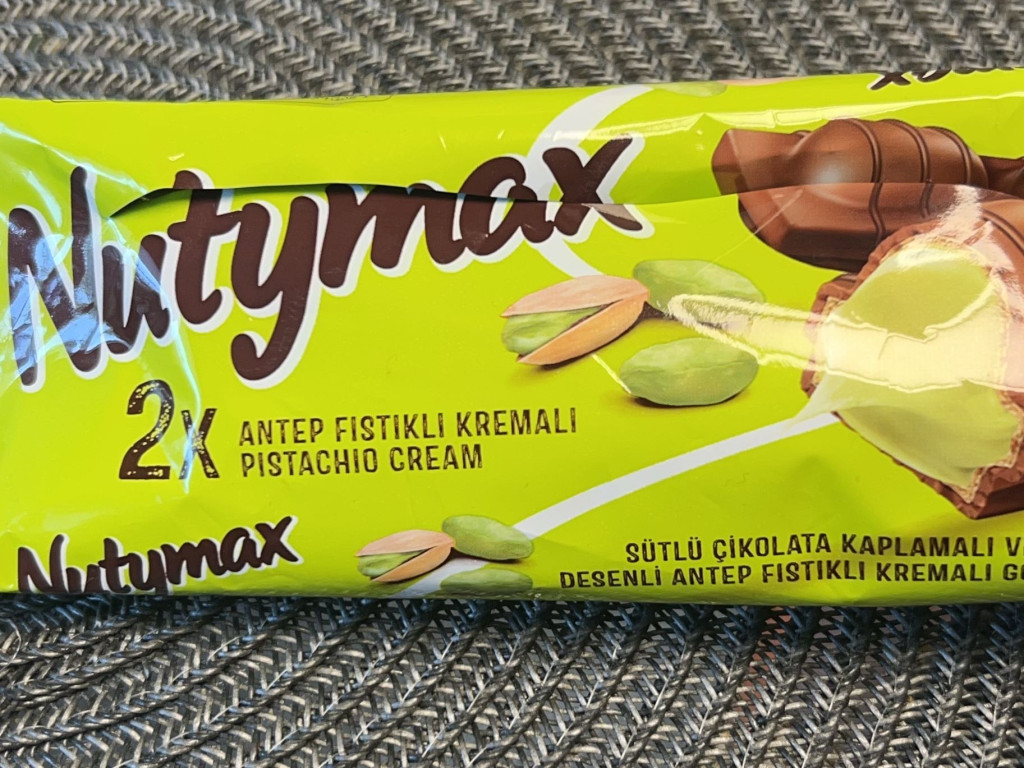 Nutymax
2x
ANTEP FISTIKLI KREMALI
PISTACHIO CREAM
Nutymax
SÜTLÜ ÇİKOLATA KAPLAMALI
DESENLİ ANTEP FISTIKLI KREMALI